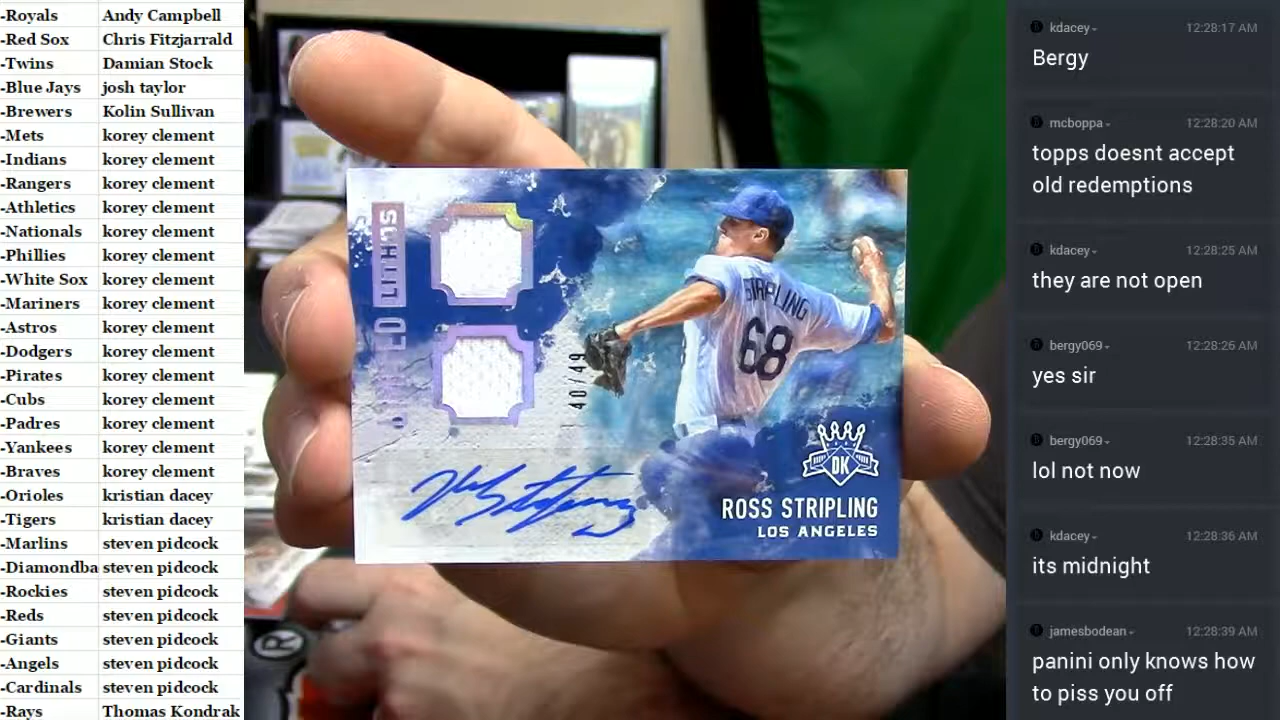 -Royals Andy Campbell
-Red Sox Chris Fitzjarrald
-Twins Damian Stock
-Blue Jays josh taylor
-Brewers Kolin Sullivan
-Mets korey clement
-Indians korey clement
-Rangers korey clement
-Athletics korey clement
-Nationals korey clement
-Phillies korey clement
-White Sox korey clement
-Mariners korey clement
-Astros korey clement
-Dodgers korey clement
-Pirates korey clement
-Cubs korey clement
-Padres korey clement
-Yankees korey clement
-Braves korey clement
-Orioles kristian dacey
-Tigers kristian dacey
-Marlins steven pidcock
-Diamondba steven pidcock
-Rockies steven pidcock
-Reds steven pidcock
-Giants steven pidcock
-Angels steven pidcock
-Cardinals steven pidcock
-Rays Thomas Kondrak
LITHOS
40/49
STRIPLING
68
DK
ROSS STRIPLING
LOS ANGELES
R
kdacey 12:28:17 AM
Bergy
mcboppa 12:28:20 AM
topps doesnt accept
old redemptions
kdacey 12:28:25 AM
they are not open
bergy069 12:28:26 AM
yes sir
bergy069 12:28:35 AM
lol not now
kdacey 12:28:36 AM
its midnight
jamesbodean 12:28:39 AM
panini only knows how
to piss you off